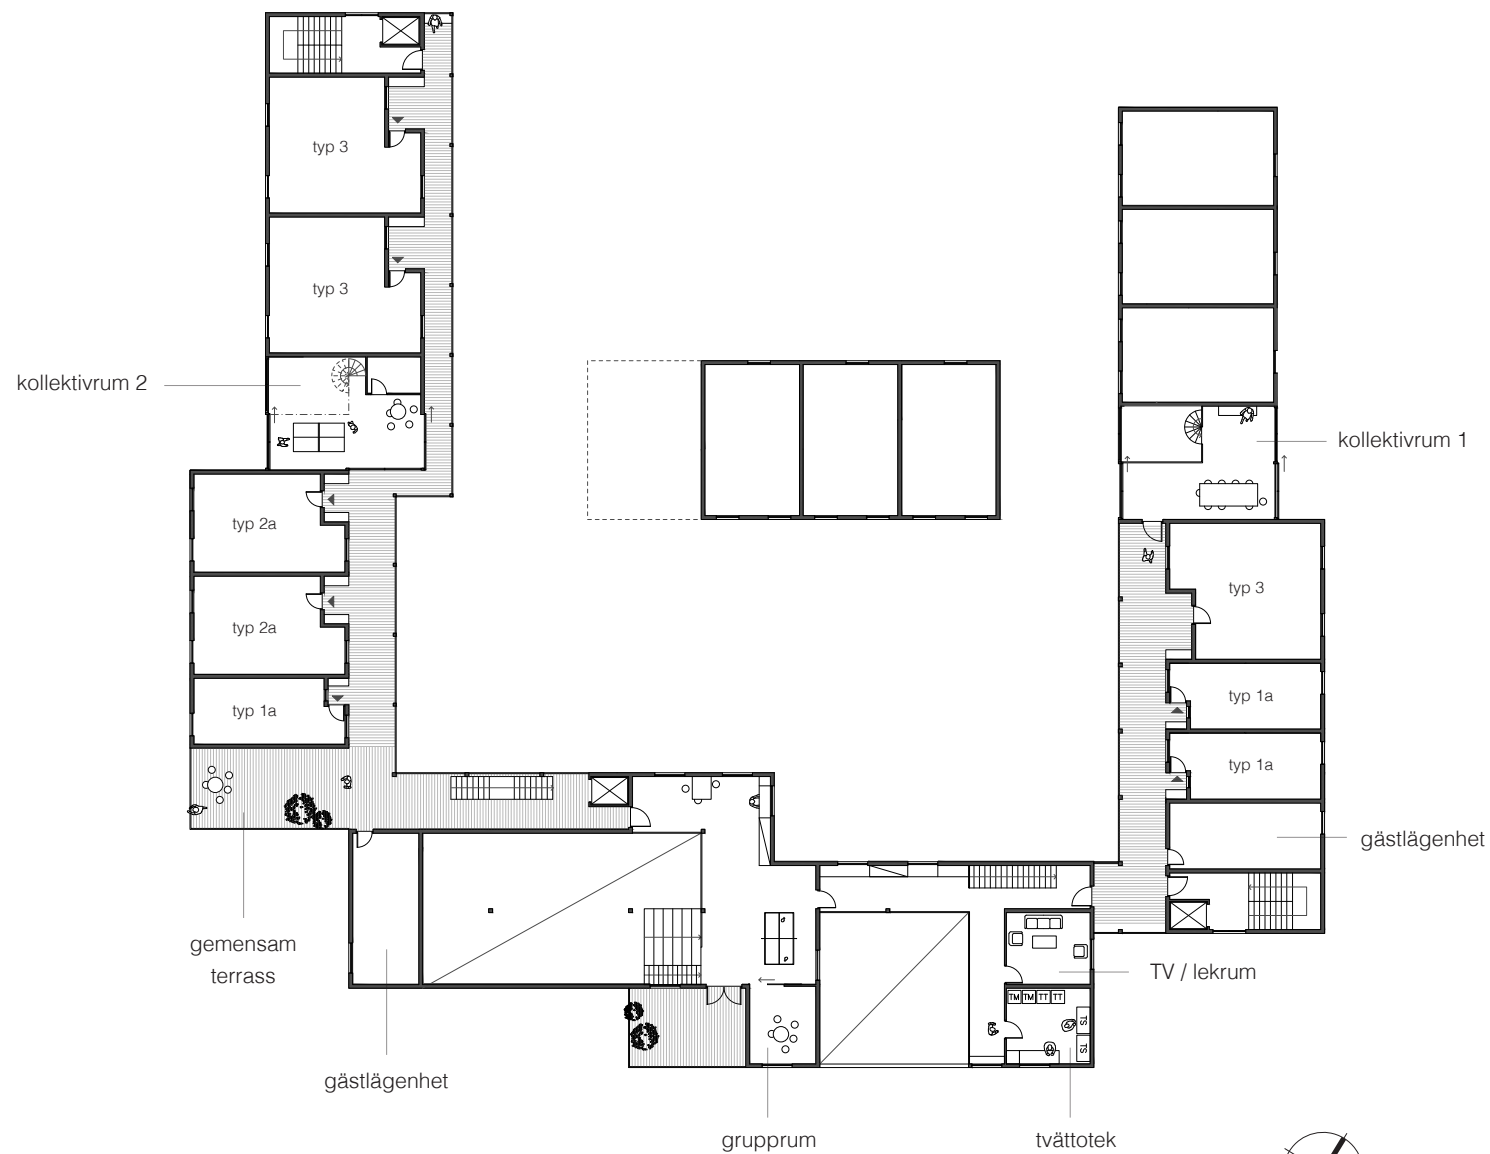 typ 3
typ 3
kollektivrum 2
kollektivrum 1
typ 2a
typ 3
typ 2a
typ 1a
typ 1a
typ 1a
gästlägenhet
gemensam
terrass
TV / lekrum
TM TM TT TT
TS
TS
gästlägenhet
grupprum
tvättotek